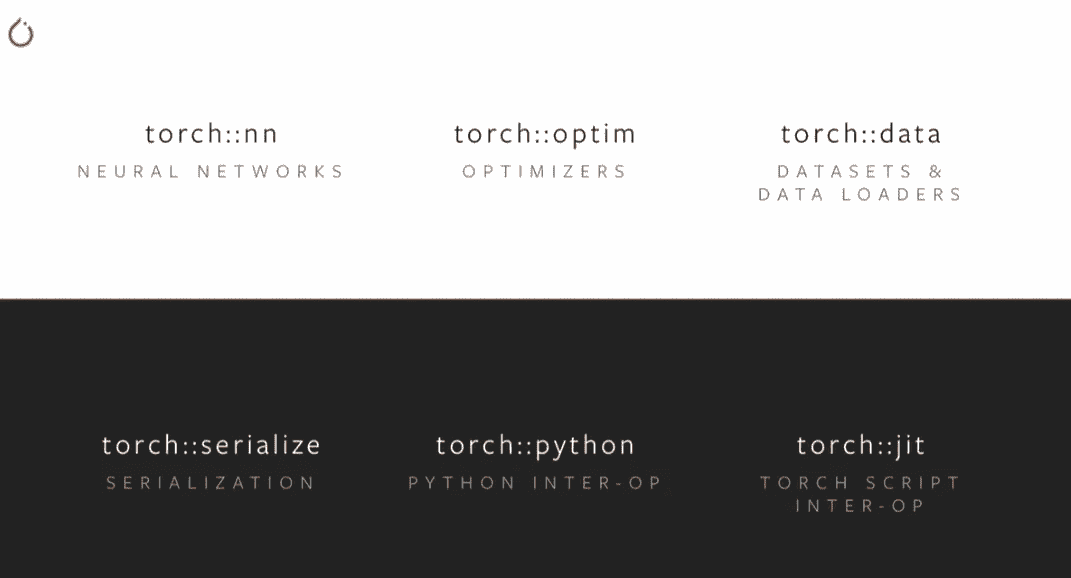 torch::nn
NEURAL NETWORKS
torch::optim
OPTIMIZERS
torch::data
DATASETS &
DATA LOADERS
torch::serialize
SERIALIZATION
torch::python
PYTHON INTER-OP
torch::jit
TORCH SCRIPT
INTER-OP